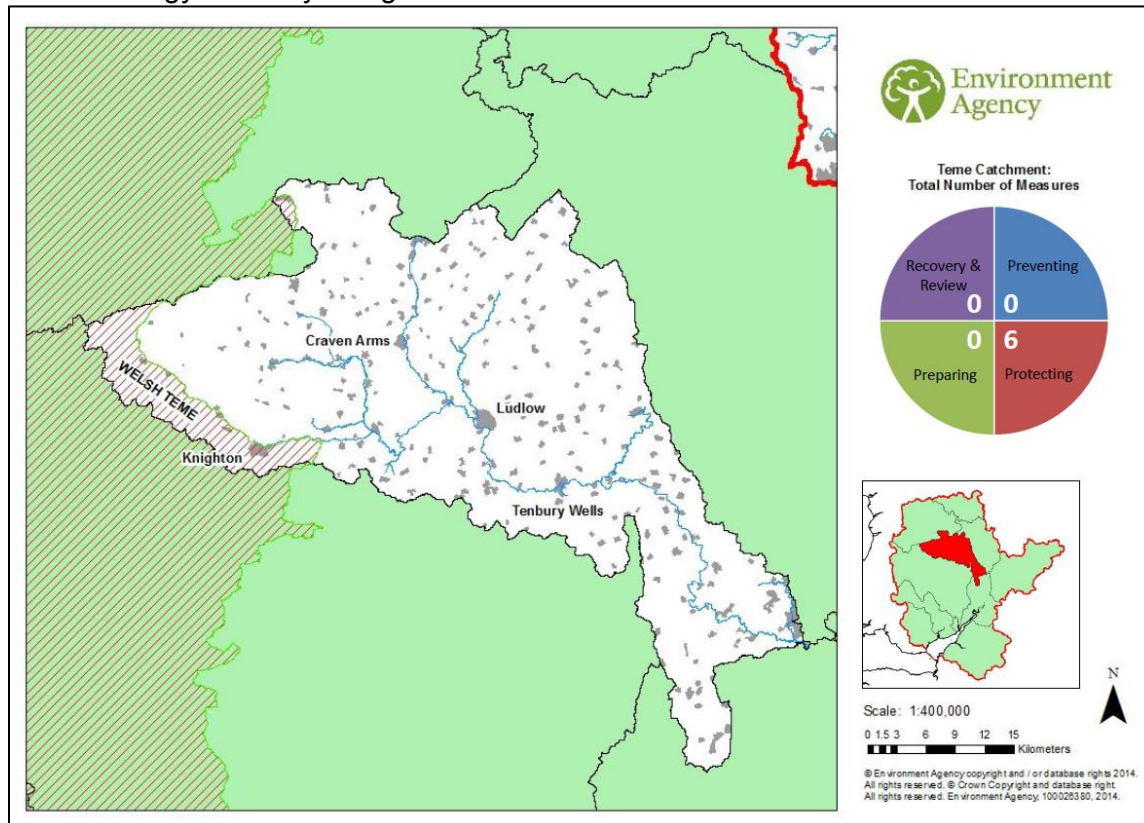 Environment
Agency
Teme Catchment:
Total Number of Measures
Recovery &
Review
0
Preventing
0
Preparing
0
Protecting
6
Craven Arms
Ludlow
WELSH TEME
Knighton
Tenbury Wells
N
Scale: 1:400,000
0 1.5 3 6 9 12 15
Kilometers
© Environment Agency copyright and / or database rights 2014.
All rights reserved. © Crown Copyright and database right.
All rights reserved. Environment Agency, 100026380, 2014.